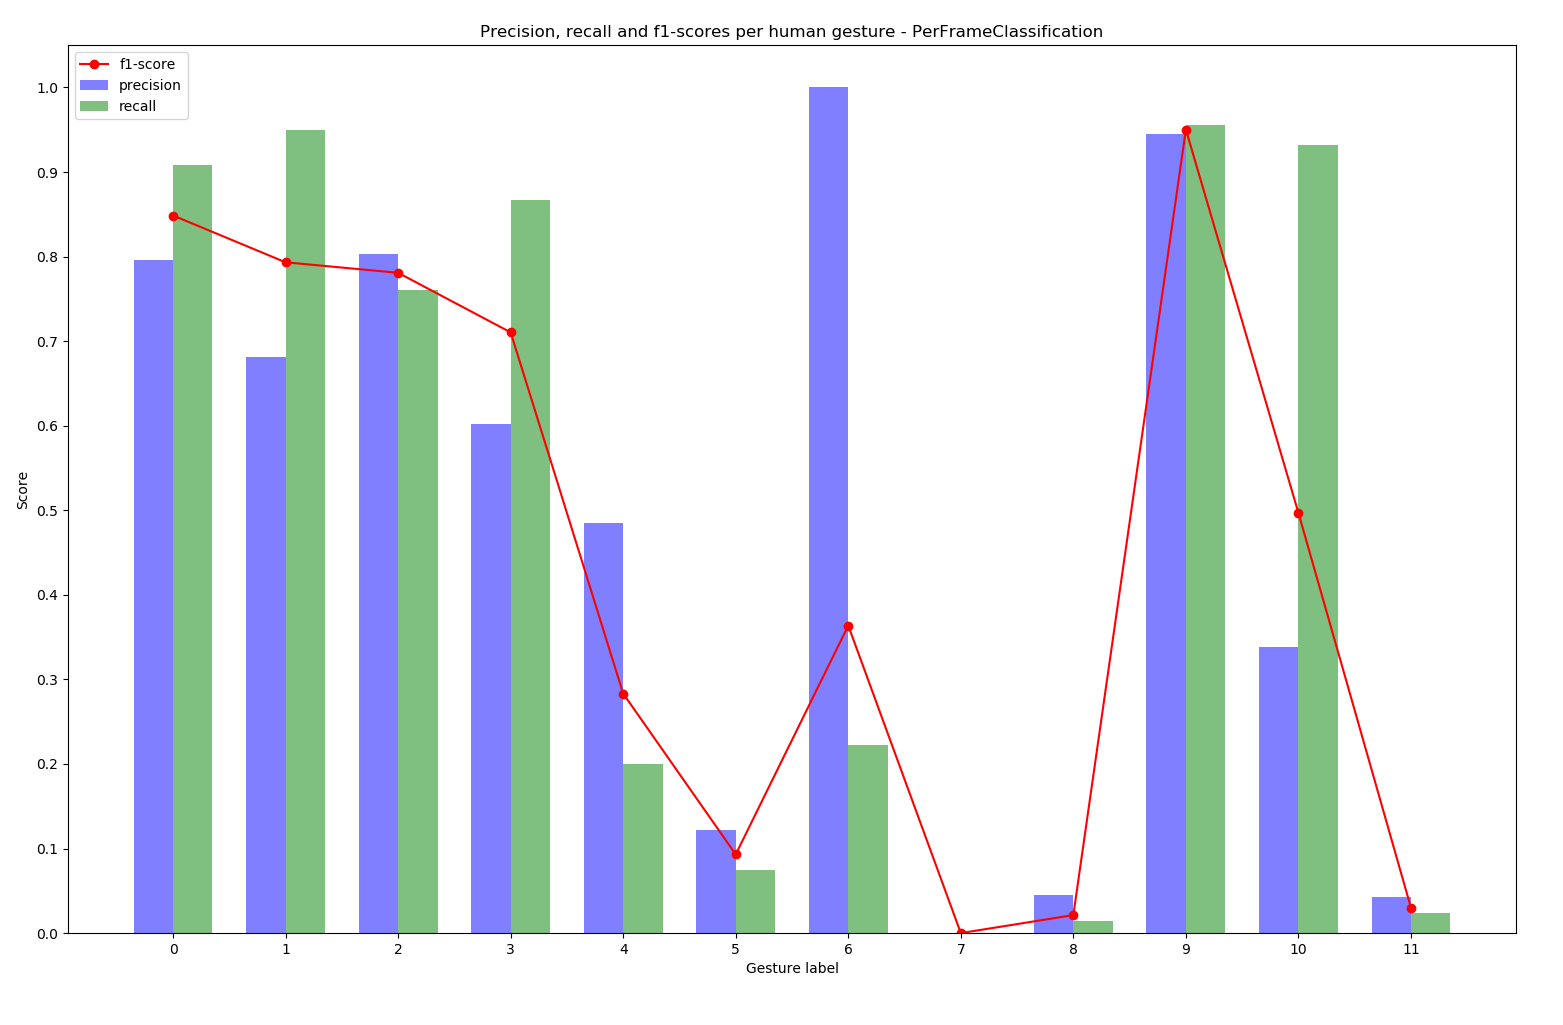 Precision, recall and f1-scores per human gesture - PerFrameClassification
f1-score
precision
recall
1.0
0.9
0.8
0.7
0.6
0.5
0.4
0.3
0.2
0.1
0.0
Score
0 1 2 3 4 5 6 7 8 9 10 11
Gesture label